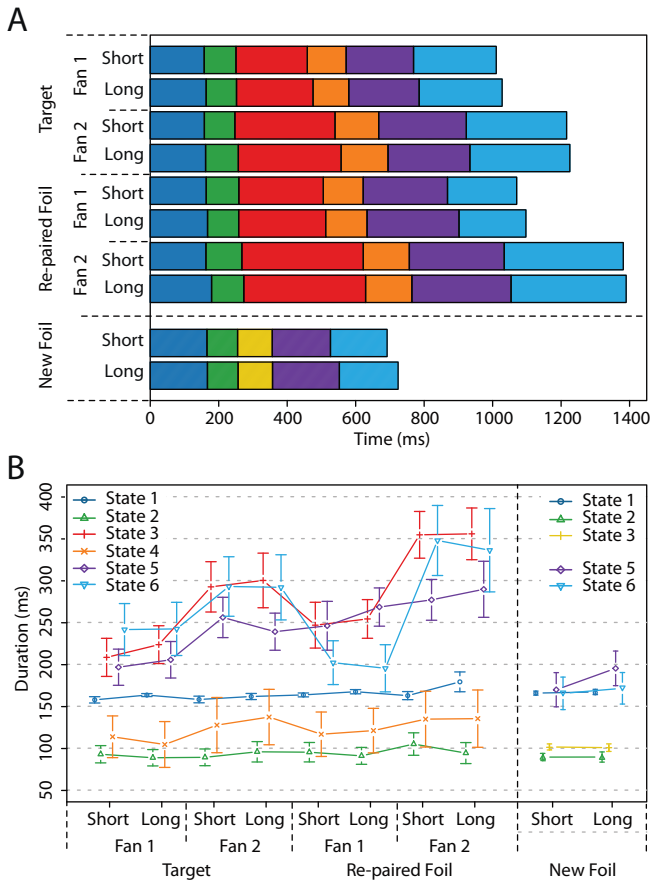 A
Target
Fan 1
Short
Long
Fan 2
Short
Long
Re-paired Foil
Fan 1
Short
Long
Fan 2
Short
Long
New Foil
Short
Long
0 200 400 600 800 1000 1200 1400
Time (ms)
B
400
350
300
250
200
150
100
50
Duration (ms)
State 1
State 2
State 3
State 4
State 5
State 6
State 1
State 2
State 3
State 5
State 6
Short Long Short Long Short Long Short Long Short Long
Fan 1 Fan 2 Fan 1 Fan 2
Target Re-paired Foil New Foil